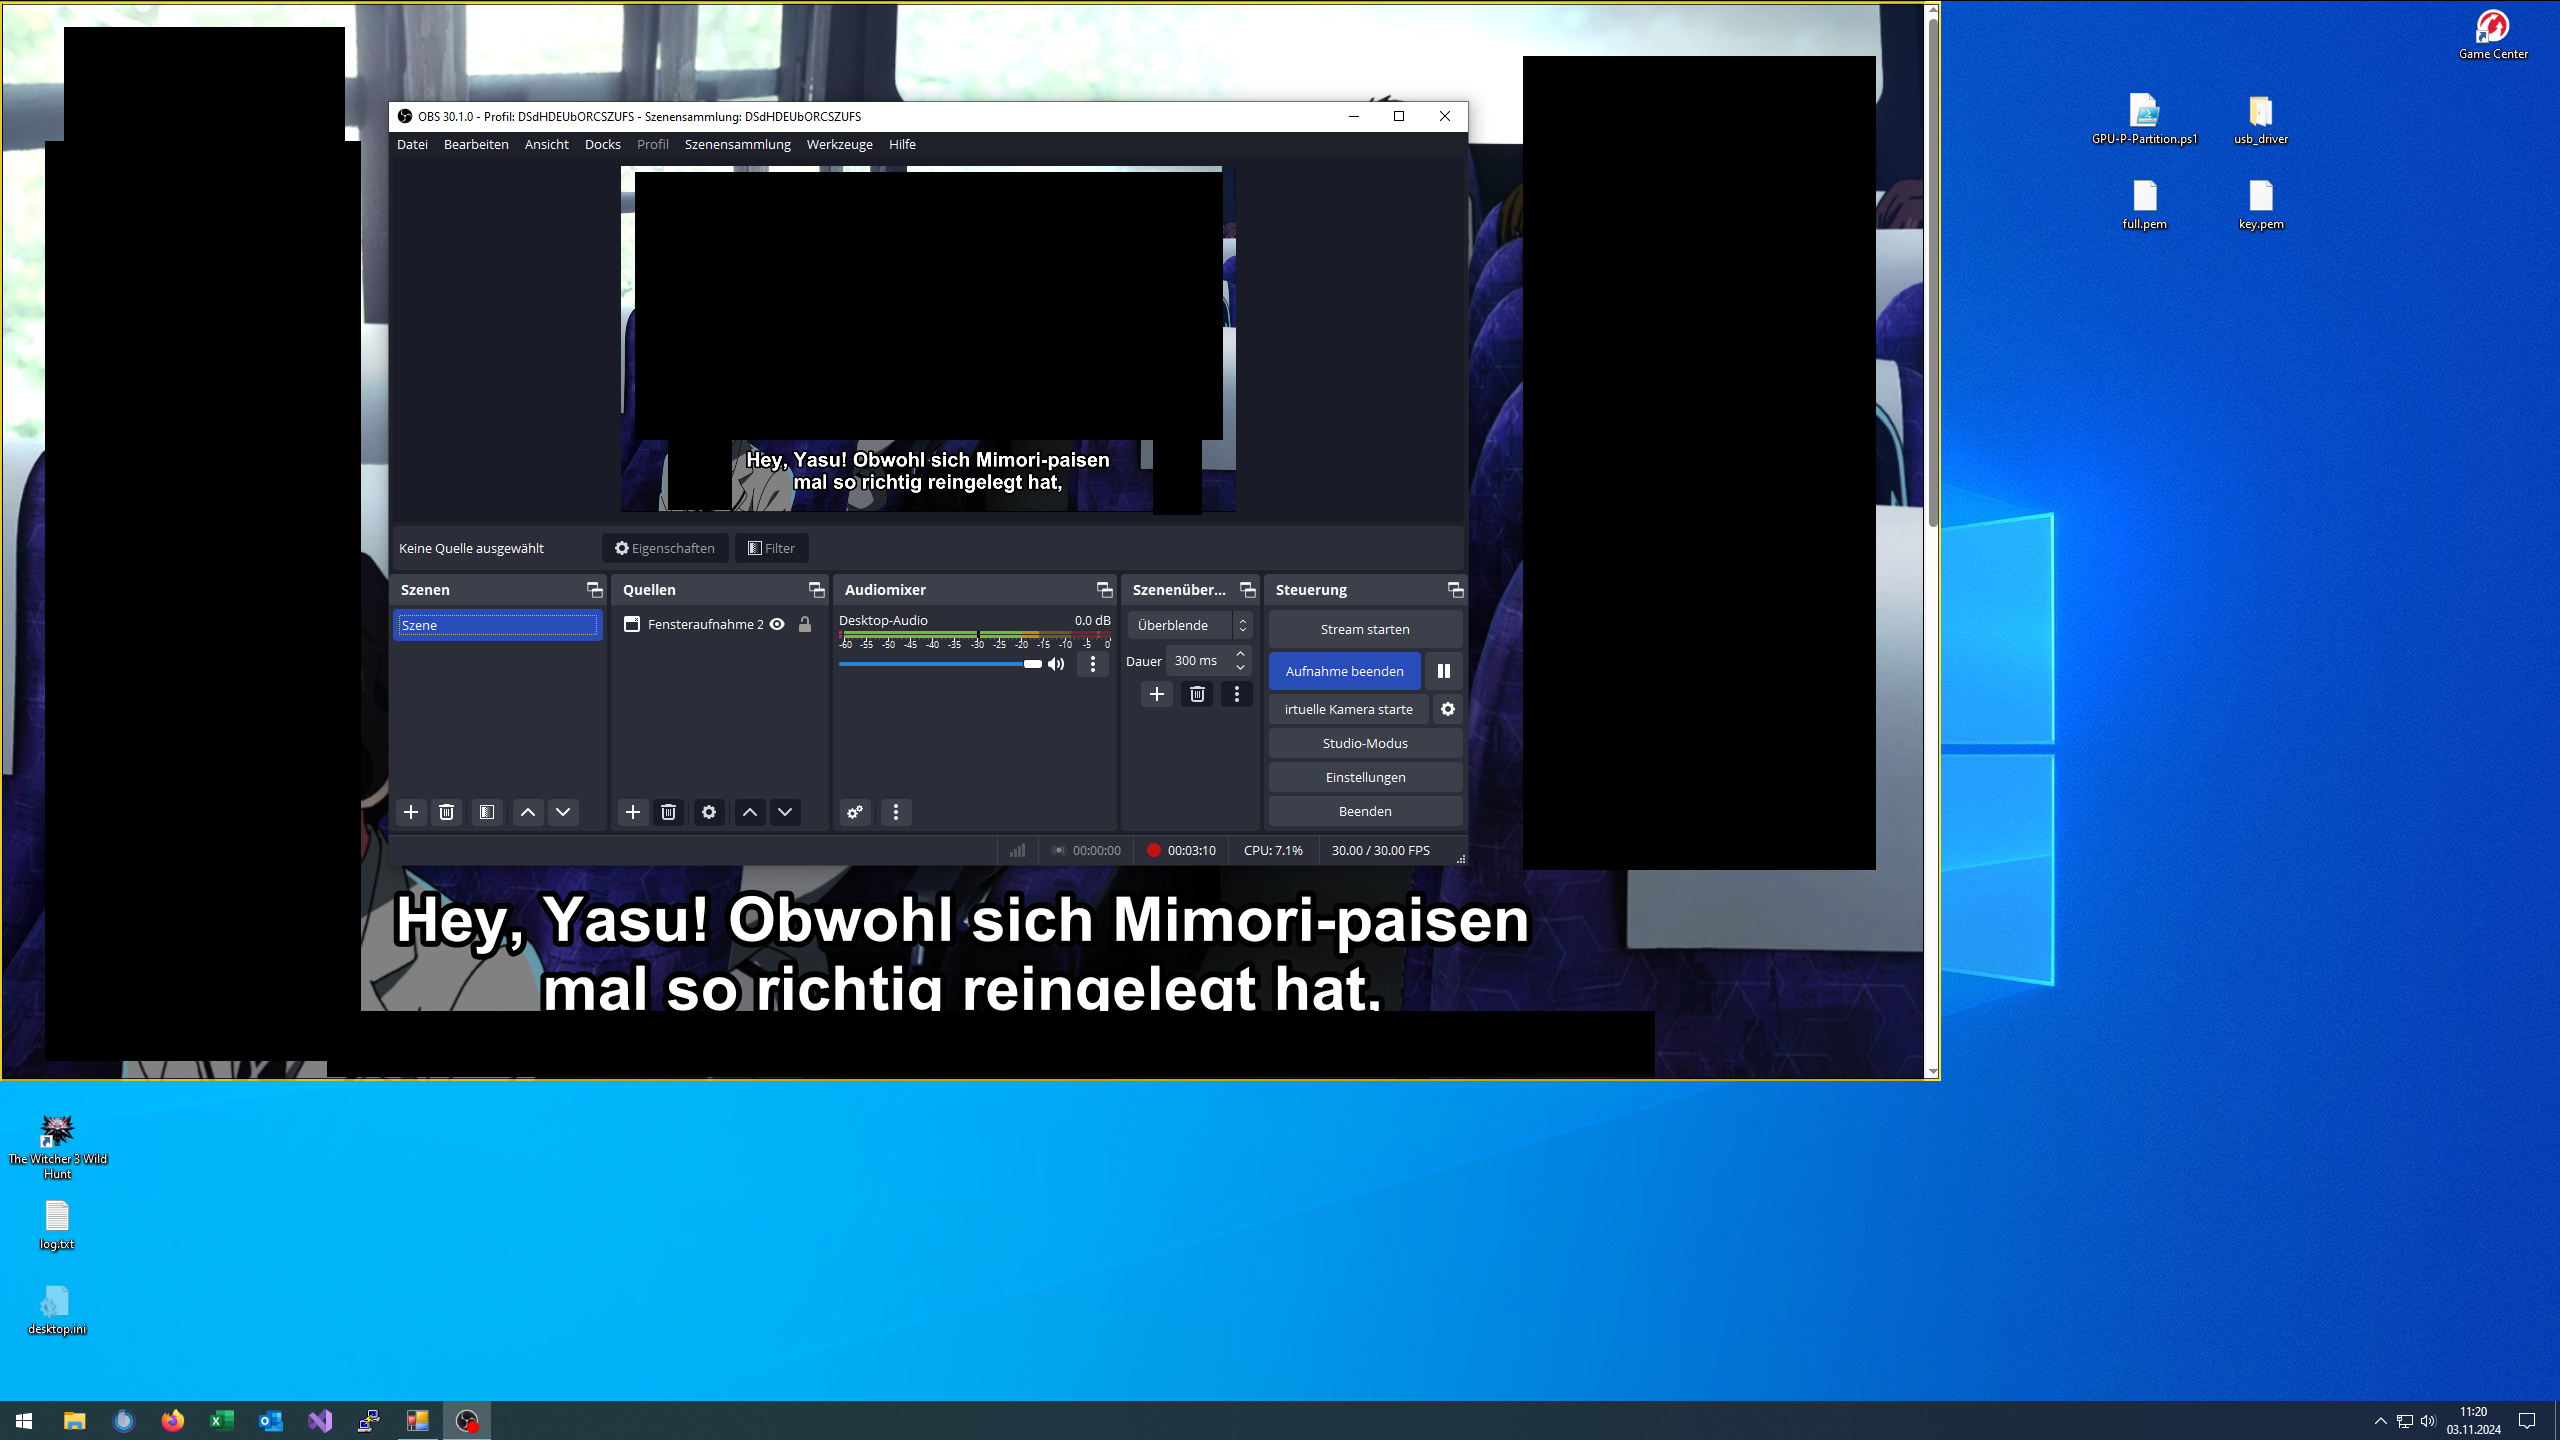 OBS 30.1.0 - Profil: DSdHDEUbORCSZUFS - Szenensammlung: DSdHDEUbORCSZUFS
Datei Bearbeiten Ansicht Docks Profil Szenensammlung Werkzeuge Hilfe
Hey, Yasu! Obwohl sich Mimori-paisen
mal so richtig reingelegt hat,
Keine Quelle ausgewählt Eigenschaften Filter
Szenen
Szene
Quellen
Fensteraufnahme 2
Audiomixer
Desktop-Audio 0.0 dB
-60 -55 -50 -45 -40 -35 -30 -25 -20 -15 -10 -5 0
Szenenüber...
Überblende
Dauer 300 ms
Steuerung
Stream starten
Aufnahme beenden
irtuelle Kamera starte
Studio-Modus
Einstellungen
Beenden
00:00:00 00:03:10 CPU: 7.1% 30.00 / 30.00 FPS
Hey, Yasu! Obwohl sich Mimori-paisen
mal so richtig reingelegt hat,
Game Center
GPU-P-Partition.ps1
usb_driver
full.pem
key.pem
The Witcher 3 Wild
Hunt
log.txt
desktop.ini
11:20
03.11.2024